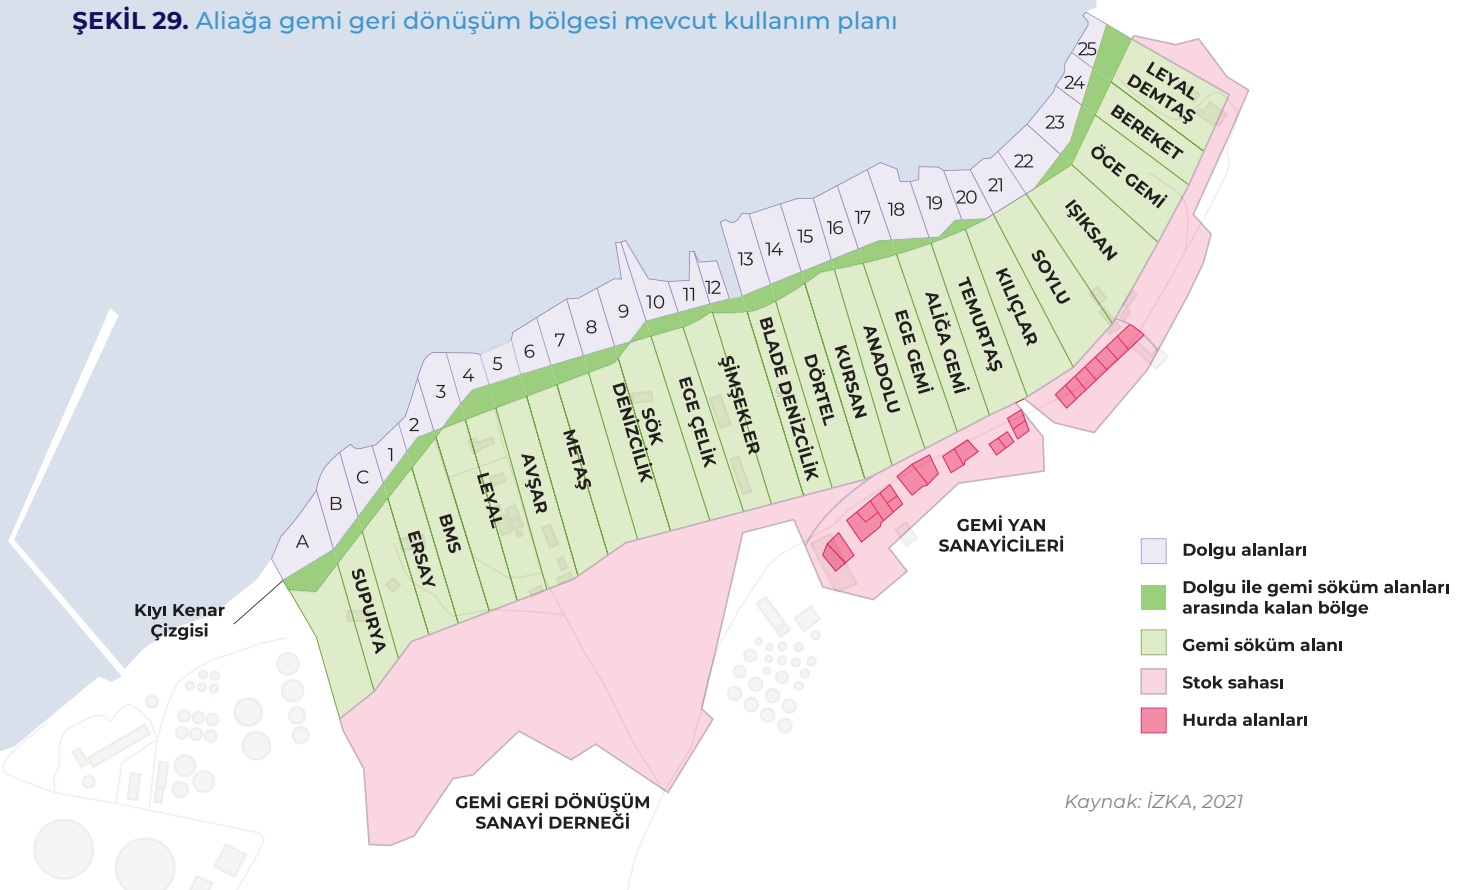 ŞEKİL 29. Aliağa gemi geri dönüşüm bölgesi mevcut kullanım planı
A
B
C
1
2
3
4
5
6
7
8
9
10
11
12
13
14
15
16
17
18
19
20
21
22
23
24
25
SUPURYA
ERSAY
BMS
LEYAL
AVŞAR
METAŞ
SÖK
DENİZCİLİK
EGE ÇELİK
ŞİMŞEKLER
BLADE DENİZCİLİK
DÖRTEL
KURSAN
ANADOLU
EGE GEMİ
ALİĞA GEMİ
TEMURTAŞ
KILIÇLAR
SOYLU
IŞIKSAN
ÖGE GEMİ
BEREKET
LEYAL
DEMTAŞ
Kıyı Kenar
Çizgisi
GEMİ YAN
SANAYİCİLERİ
GEMİ GERİ DÖNÜŞÜM
SANAYİ DERNEĞİ
Dolgu alanları
Dolgu ile gemi söküm alanları
arasında kalan bölge
Gemi söküm alanı
Stok sahası
Hurda alanları
Kaynak: İZKA, 2021